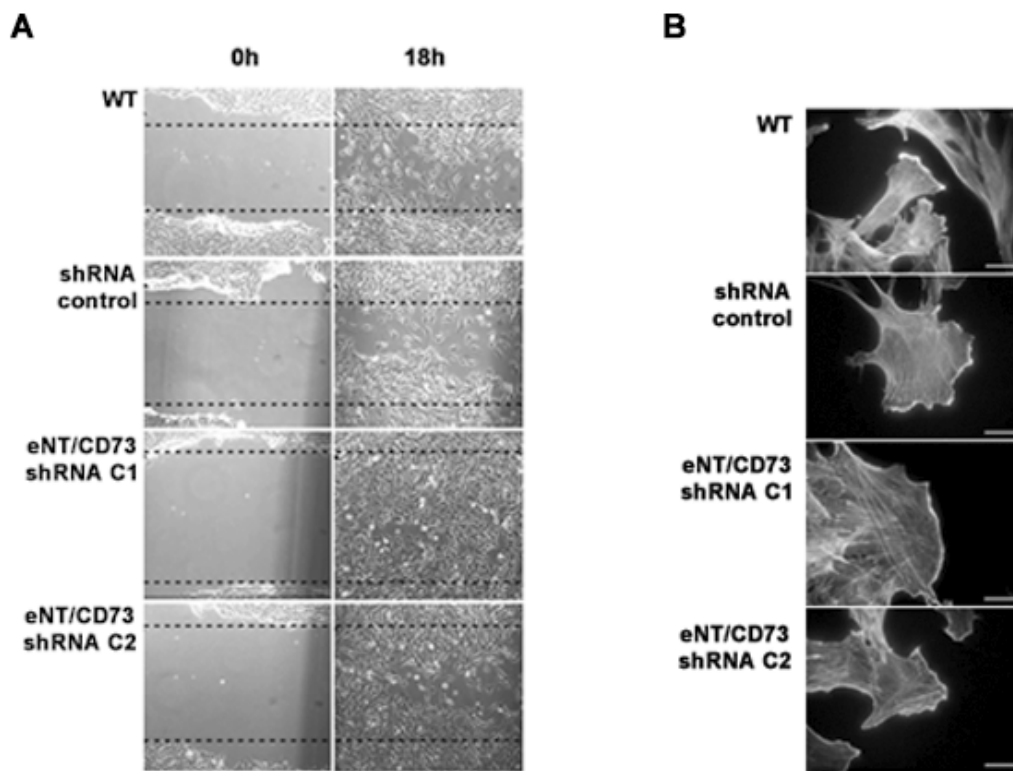 A
0h
18h
WT
shRNA
control
eNT/CD73
shRNA C1
eNT/CD73
shRNA C2
B
WT
shRNA
control
eNT/CD73
shRNA C1
eNT/CD73
shRNA C2